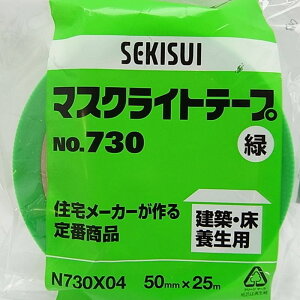 SEKISUI
マスクライトテープ
No.730
緑
住宅メーカーが作る
定番商品
建築・床
養生用
N730X04 50mm×25m